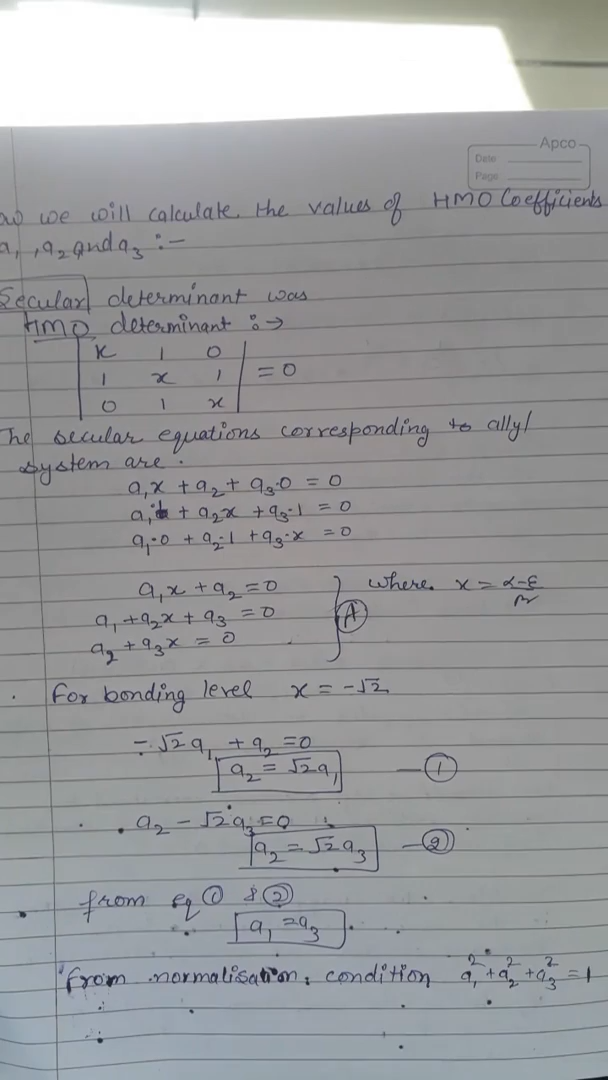 Apco
Date
Page
ow we will calculate the values of HMO Coefficients
a₁, a₂ and a₃ :-
Secular determinant was
HMO determinant :→
| x 1 0 |
| 1 x 1 | = 0
| 0 1 x |
The secular equations corresponding to allyl
system are.
a₁x + a₂ + a₃·0 = 0
a₁·1 + a₂x + a₃·1 = 0
a₁·0 + a₂·1 + a₃·x = 0
a₁x + a₂ = 0 where x = α-E/β
a₁ + a₂x + a₃ = 0 } Ⓐ
a₂ + a₃x = 0
For bonding level x = -√2
-√2a₁ + a₂ = 0
a₂ = √2a₁ —①
a₂ - √2a₃ = 0
a₂ = √2a₃ —②
from eq ① & ②
a₁ = a₃
From normalisation, condition a₁² + a₂² + a₃² = 1